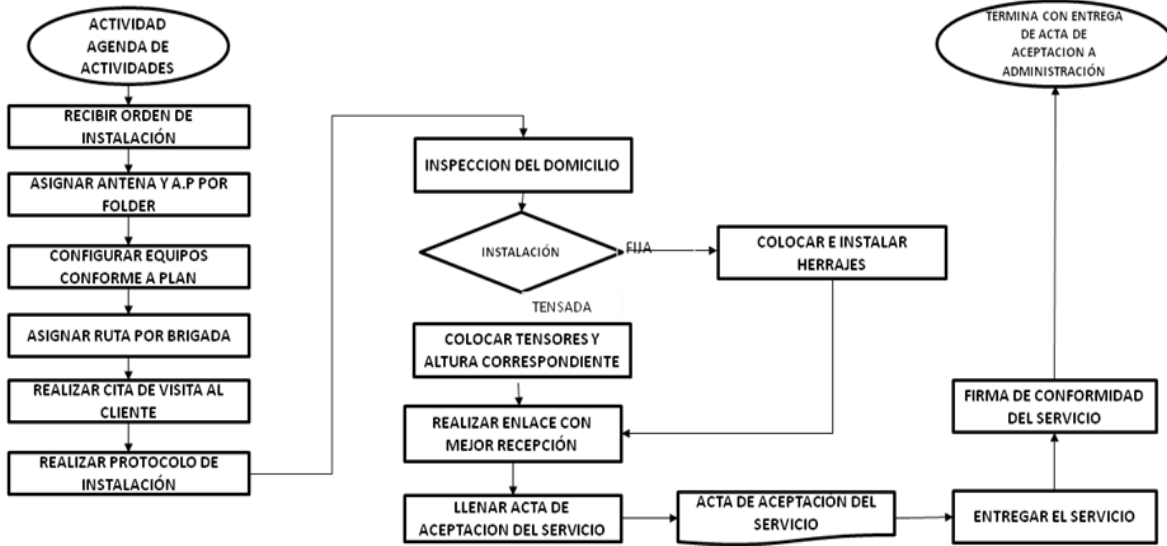 ACTIVIDAD
AGENDA DE
ACTIVIDADES
RECIBIR ORDEN DE
INSTALACIÓN
ASIGNAR ANTENA Y A.P POR
FOLDER
CONFIGURAR EQUIPOS
CONFORME A PLAN
ASIGNAR RUTA POR BRIGADA
REALIZAR CITA DE VISITA AL
CLIENTE
REALIZAR PROTOCOLO DE
INSTALACIÓN
INSPECCION DEL DOMICILIO
INSTALACIÓN
FIJA
COLOCAR E INSTALAR
HERRAJES
TENSADA
COLOCAR TENSORES Y
ALTURA CORRESPONDIENTE
REALIZAR ENLACE CON
MEJOR RECEPCIÓN
LLENAR ACTA DE
ACEPTACION DEL SERVICIO
ACTA DE ACEPTACIÓN DEL
SERVICIO
ENTREGAR EL SERVICIO
FIRMA DE CONFORMIDAD
DEL SERVICIO
TERMINA CON ENTREGA
DE ACTA DE
ACEPTACION A
ADMINISTRACIÓN